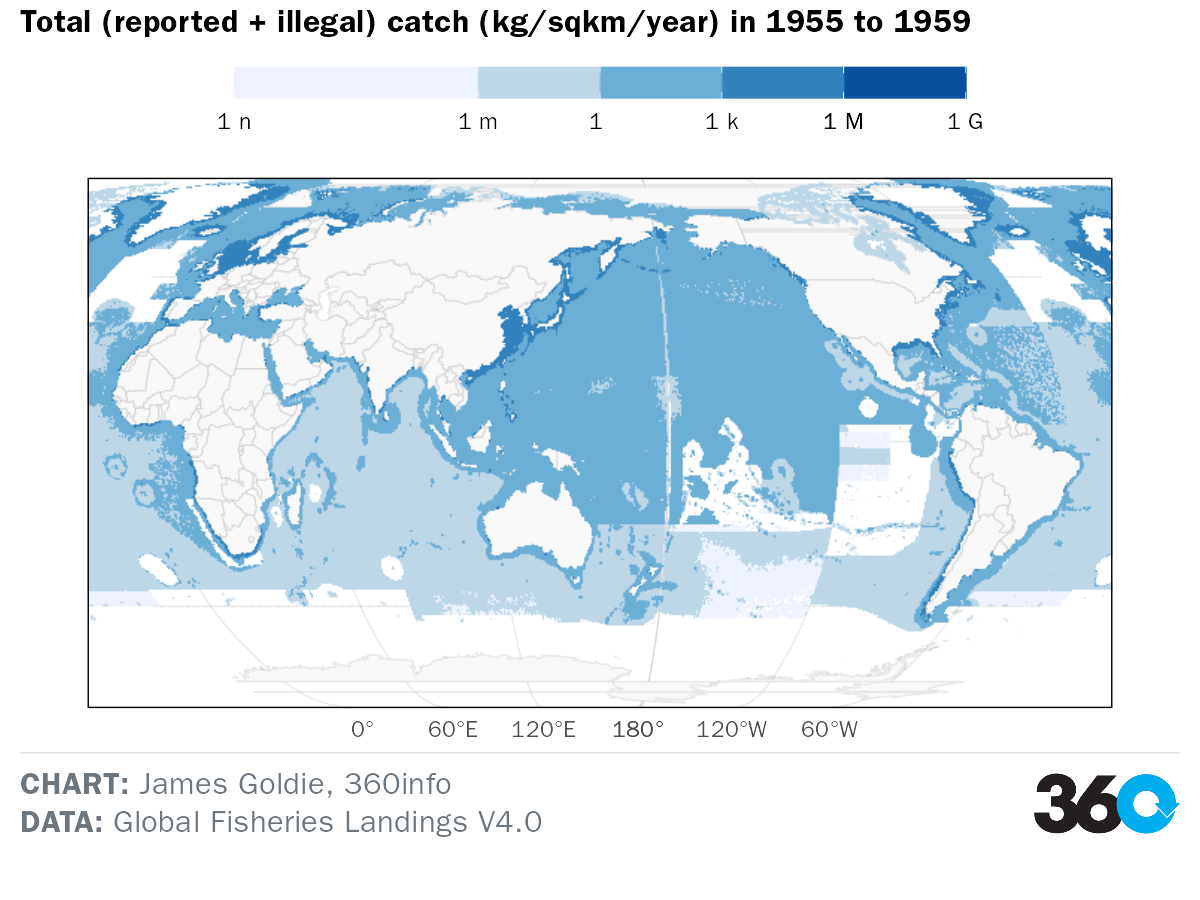 Total (reported + illegal) catch (kg/sqkm/year) in 1955 to 1959
1 n 1 m 1 1 k 1 M 1 G
0° 60°E 120°E 180° 120°W 60°W
CHART: James Goldie, 360info
DATA: Global Fisheries Landings V4.0
360